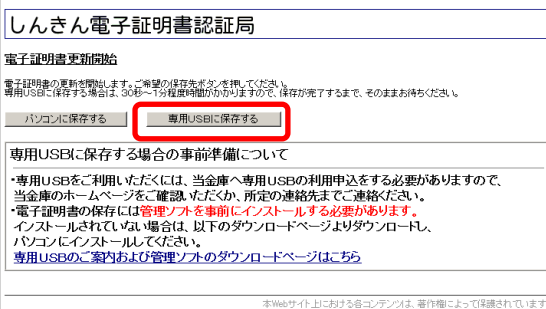 しんきん電子証明書認証局
電子証明書更新開始
電子証明書の更新を開始します。ご希望の保存先ボタンを押してください。
専用USBに保存する場合は、30秒～1分程度時間がかかりますので、保存が完了するまで、そのままお待ちください。
パソコンに保存する 専用USBに保存する
専用USBに保存する場合の事前準備について
・専用USBをご利用いただくには、当金庫へ専用USBの利用申込をする必要がありますので、
当金庫のホームページをご確認いただくか、所定の連絡先までご連絡ください。
・電子証明書の保存には管理ソフトを事前にインストールする必要があります。
インストールされていない場合は、以下のダウンロードページよりダウンロードし、
パソコンにインストールしてください。
専用USBのご案内および管理ソフトのダウンロードページはこちら
本Webサイト上における各コンテンツは、著作権によって保護されています